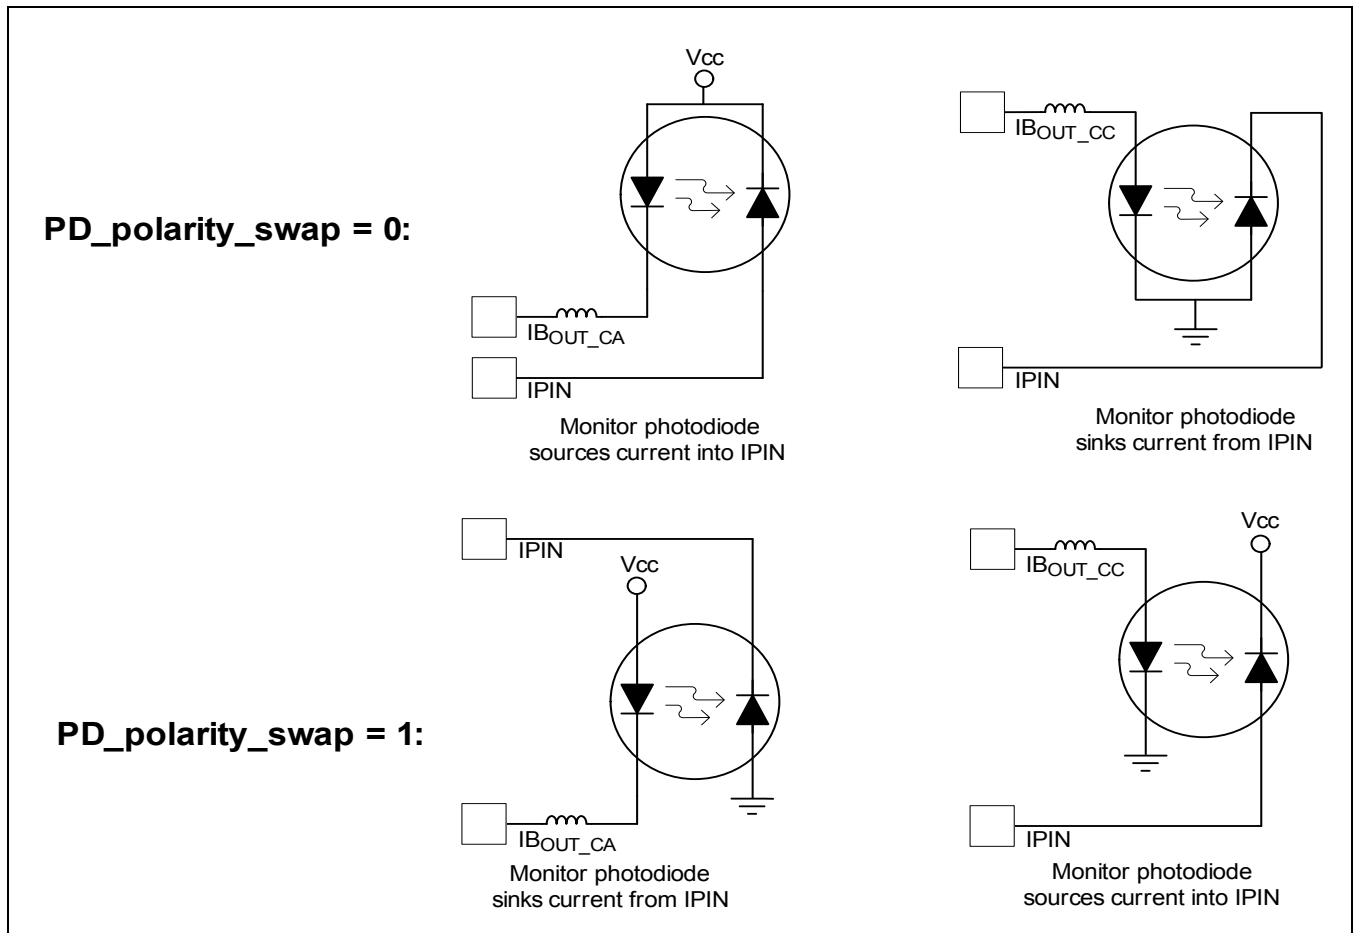 Vcc
IBOUT_CC
PD_polarity_swap = 0:
IBOUT_CA
IPIN
IPIN
Monitor photodiode
sources current into IPIN
Monitor photodiode
sinks current from IPIN
IPIN
Vcc
Vcc
IBOUT_CC
PD_polarity_swap = 1:
IBOUT_CA
IPIN
Monitor photodiode
sinks current from IPIN
Monitor photodiode
sources current into IPIN